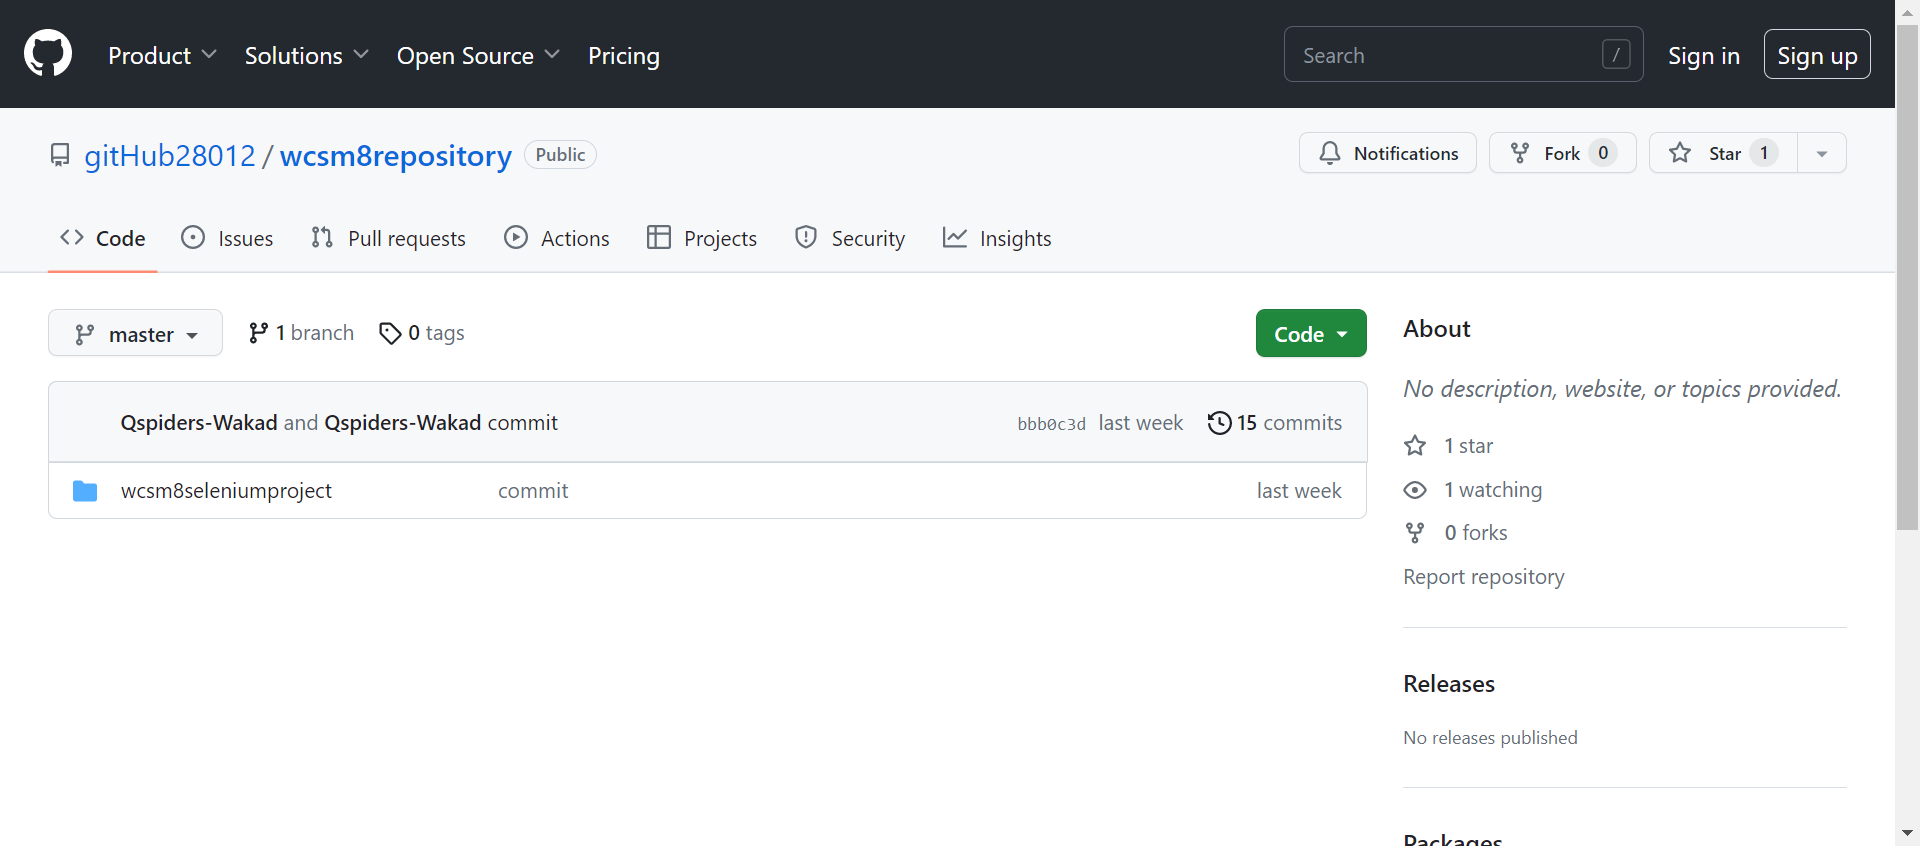 Product Solutions Open Source Pricing Search / Sign in Sign up
gitHub28012 / wcsm8repository Public Notifications Fork 0 Star 1
Code Issues Pull requests Actions Projects Security Insights
master 1 branch 0 tags Code
Qspiders-Wakad and Qspiders-Wakad commit bbb0c3d last week 15 commits
wcsm8seleniumproject commit last week
About
No description, website, or topics provided.
1 star
1 watching
0 forks
Report repository
Releases
No releases published
Packages